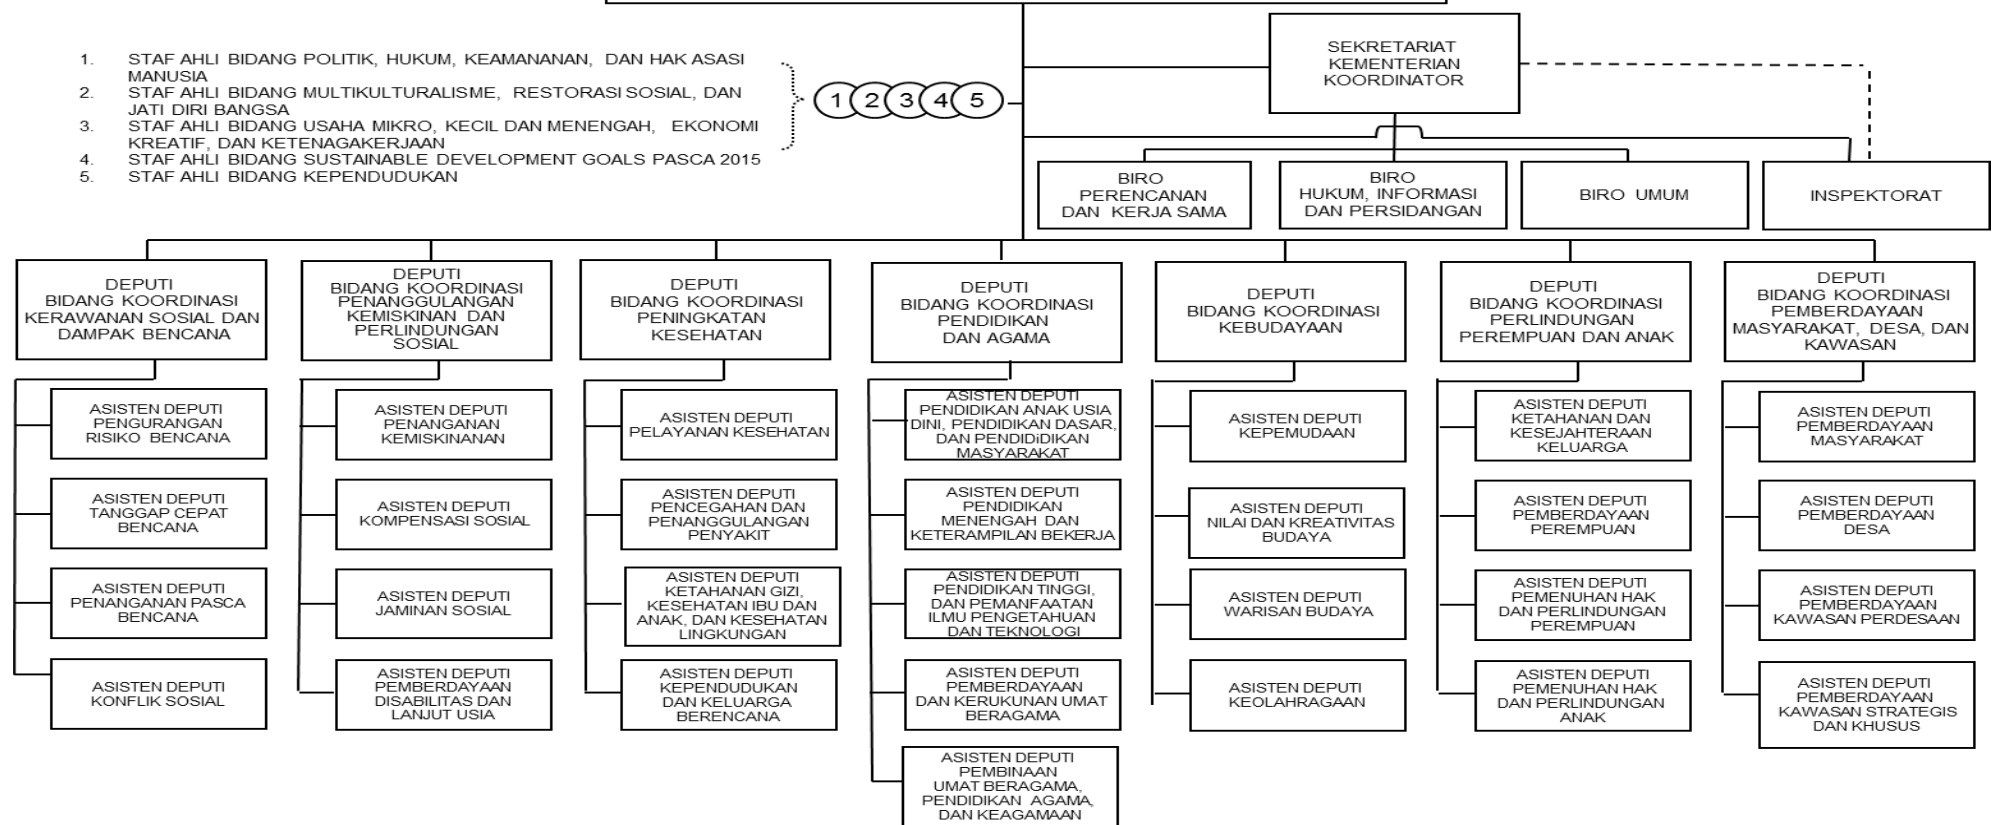 1. STAF AHLI BIDANG POLITIK, HUKUM, KEAMANANAN, DAN HAK ASASI
MANUSIA
2. STAF AHLI BIDANG MULTIKULTURALISME, RESTORASI SOSIAL, DAN
JATI DIRI BANGSA
3. STAF AHLI BIDANG USAHA MIKRO, KECIL DAN MENENGAH, EKONOMI
KREATIF, DAN KETENAGAKERJAAN
4. STAF AHLI BIDANG SUSTAINABLE DEVELOPMENT GOALS PASCA 2015
5. STAF AHLI BIDANG KEPENDUDUKAN
1 2 3 4 5
SEKRETARIAT
KEMENTERIAN
KOORDINATOR
BIRO
PERENCANAN
DAN KERJA SAMA
BIRO
HUKUM, INFORMASI
DAN PERSIDANGAN
BIRO UMUM
INSPEKTORAT
DEPUTI
BIDANG KOORDINASI
KERAWANAN SOSIAL DAN
DAMPAK BENCANA
ASISTEN DEPUTI
PENGURANGAN
RISIKO BENCANA
ASISTEN DEPUTI
TANGGAP CEPAT
BENCANA
ASISTEN DEPUTI
PENANGANAN PASCA
BENCANA
ASISTEN DEPUTI
KONFLIK SOSIAL
DEPUTI
BIDANG KOORDINASI
PENANGGULANGAN
KEMISKINAN DAN
PERLINDUNGAN
SOSIAL
ASISTEN DEPUTI
PENANGANAN
KEMISKINANAN
ASISTEN DEPUTI
KOMPENSASI SOSIAL
ASISTEN DEPUTI
JAMINAN SOSIAL
ASISTEN DEPUTI
PEMBERDAYAAN
DISABILITAS DAN
LANJUT USIA
DEPUTI
BIDANG KOORDINASI
PENINGKATAN
KESEHATAN
ASISTEN DEPUTI
PELAYANAN KESEHATAN
ASISTEN DEPUTI
PENCEGAHAN DAN
PENANGGULANGAN
PENYAKIT
ASISTEN DEPUTI
KETAHANAN GIZI,
KESEHATAN IBU DAN
ANAK, DAN KESEHATAN
LINGKUNGAN
ASISTEN DEPUTI
KEPENDUDUKAN
DAN KELUARGA
BERENCANA
DEPUTI
BIDANG KOORDINASI
PENDIDIKAN
DAN AGAMA
ASISTEN DEPUTI
PENDIDIKAN ANAK USIA
DINI, PENDIDIKAN DASAR,
DAN PENDIDiDIKAN
MASYARAKAT
ASISTEN DEPUTI
PENDIDIKAN
MENENGAH DAN
KETERAMPILAN BEKERJA
ASISTEN DEPUTI
PENDIDIKAN TINGGI,
DAN PEMANFAATAN
ILMU PENGETAHUAN
DAN TEKNOLOGI
ASISTEN DEPUTI
PEMBERDAYAAN
DAN KERUKUNAN UMAT
BERAGAMA
ASISTEN DEPUTI
PEMBINAAN
UMAT BERAGAMA,
PENDIDIKAN AGAMA,
DAN KEAGAMAAN
DEPUTI
BIDANG KOORDINASI
KEBUDAYAAN
ASISTEN DEPUTI
KEPEMUDAAN
ASISTEN DEPUTI
NILAI DAN KREATIVITAS
BUDAYA
ASISTEN DEPUTI
WARISAN BUDAYA
ASISTEN DEPUTI
KEOLAHRAGAAN
DEPUTI
BIDANG KOORDINASI
PERLINDUNGAN
PEREMPUAN DAN ANAK
ASISTEN DEPUTI
KETAHANAN DAN
KESEJAHTERAAN
KELUARGA
ASISTEN DEPUTI
PEMBERDAYAAN
PEREMPUAN
ASISTEN DEPUTI
PEMENUHAN HAK
DAN PERLINDUNGAN
PEREMPUAN
ASISTEN DEPUTI
PEMENUHAN HAK
DAN PERLINDUNGAN
ANAK
DEPUTI
BIDANG KOORDINASI
PEMBERDAYAAN
MASYARAKAT, DESA, DAN
KAWASAN
ASISTEN DEPUTI
PEMBERDAYAAN
MASYARAKAT
ASISTEN DEPUTI
PEMBERDAYAAN
DESA
ASISTEN DEPUTI
PEMBERDAYAAN
KAWASAN PERDESAAN
ASISTEN DEPUTI
PEMBERDAYAAN
KAWASAN STRATEGIS
DAN KHUSUS